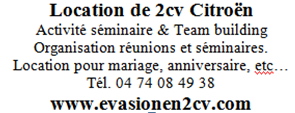 Location de 2cv Citroën
Activité séminaire & Team building
Organisation réunions et séminaires.
Location pour mariage, anniversaire, etc…
Tél. 04 74 08 49 38
www.evasionen2cv.com